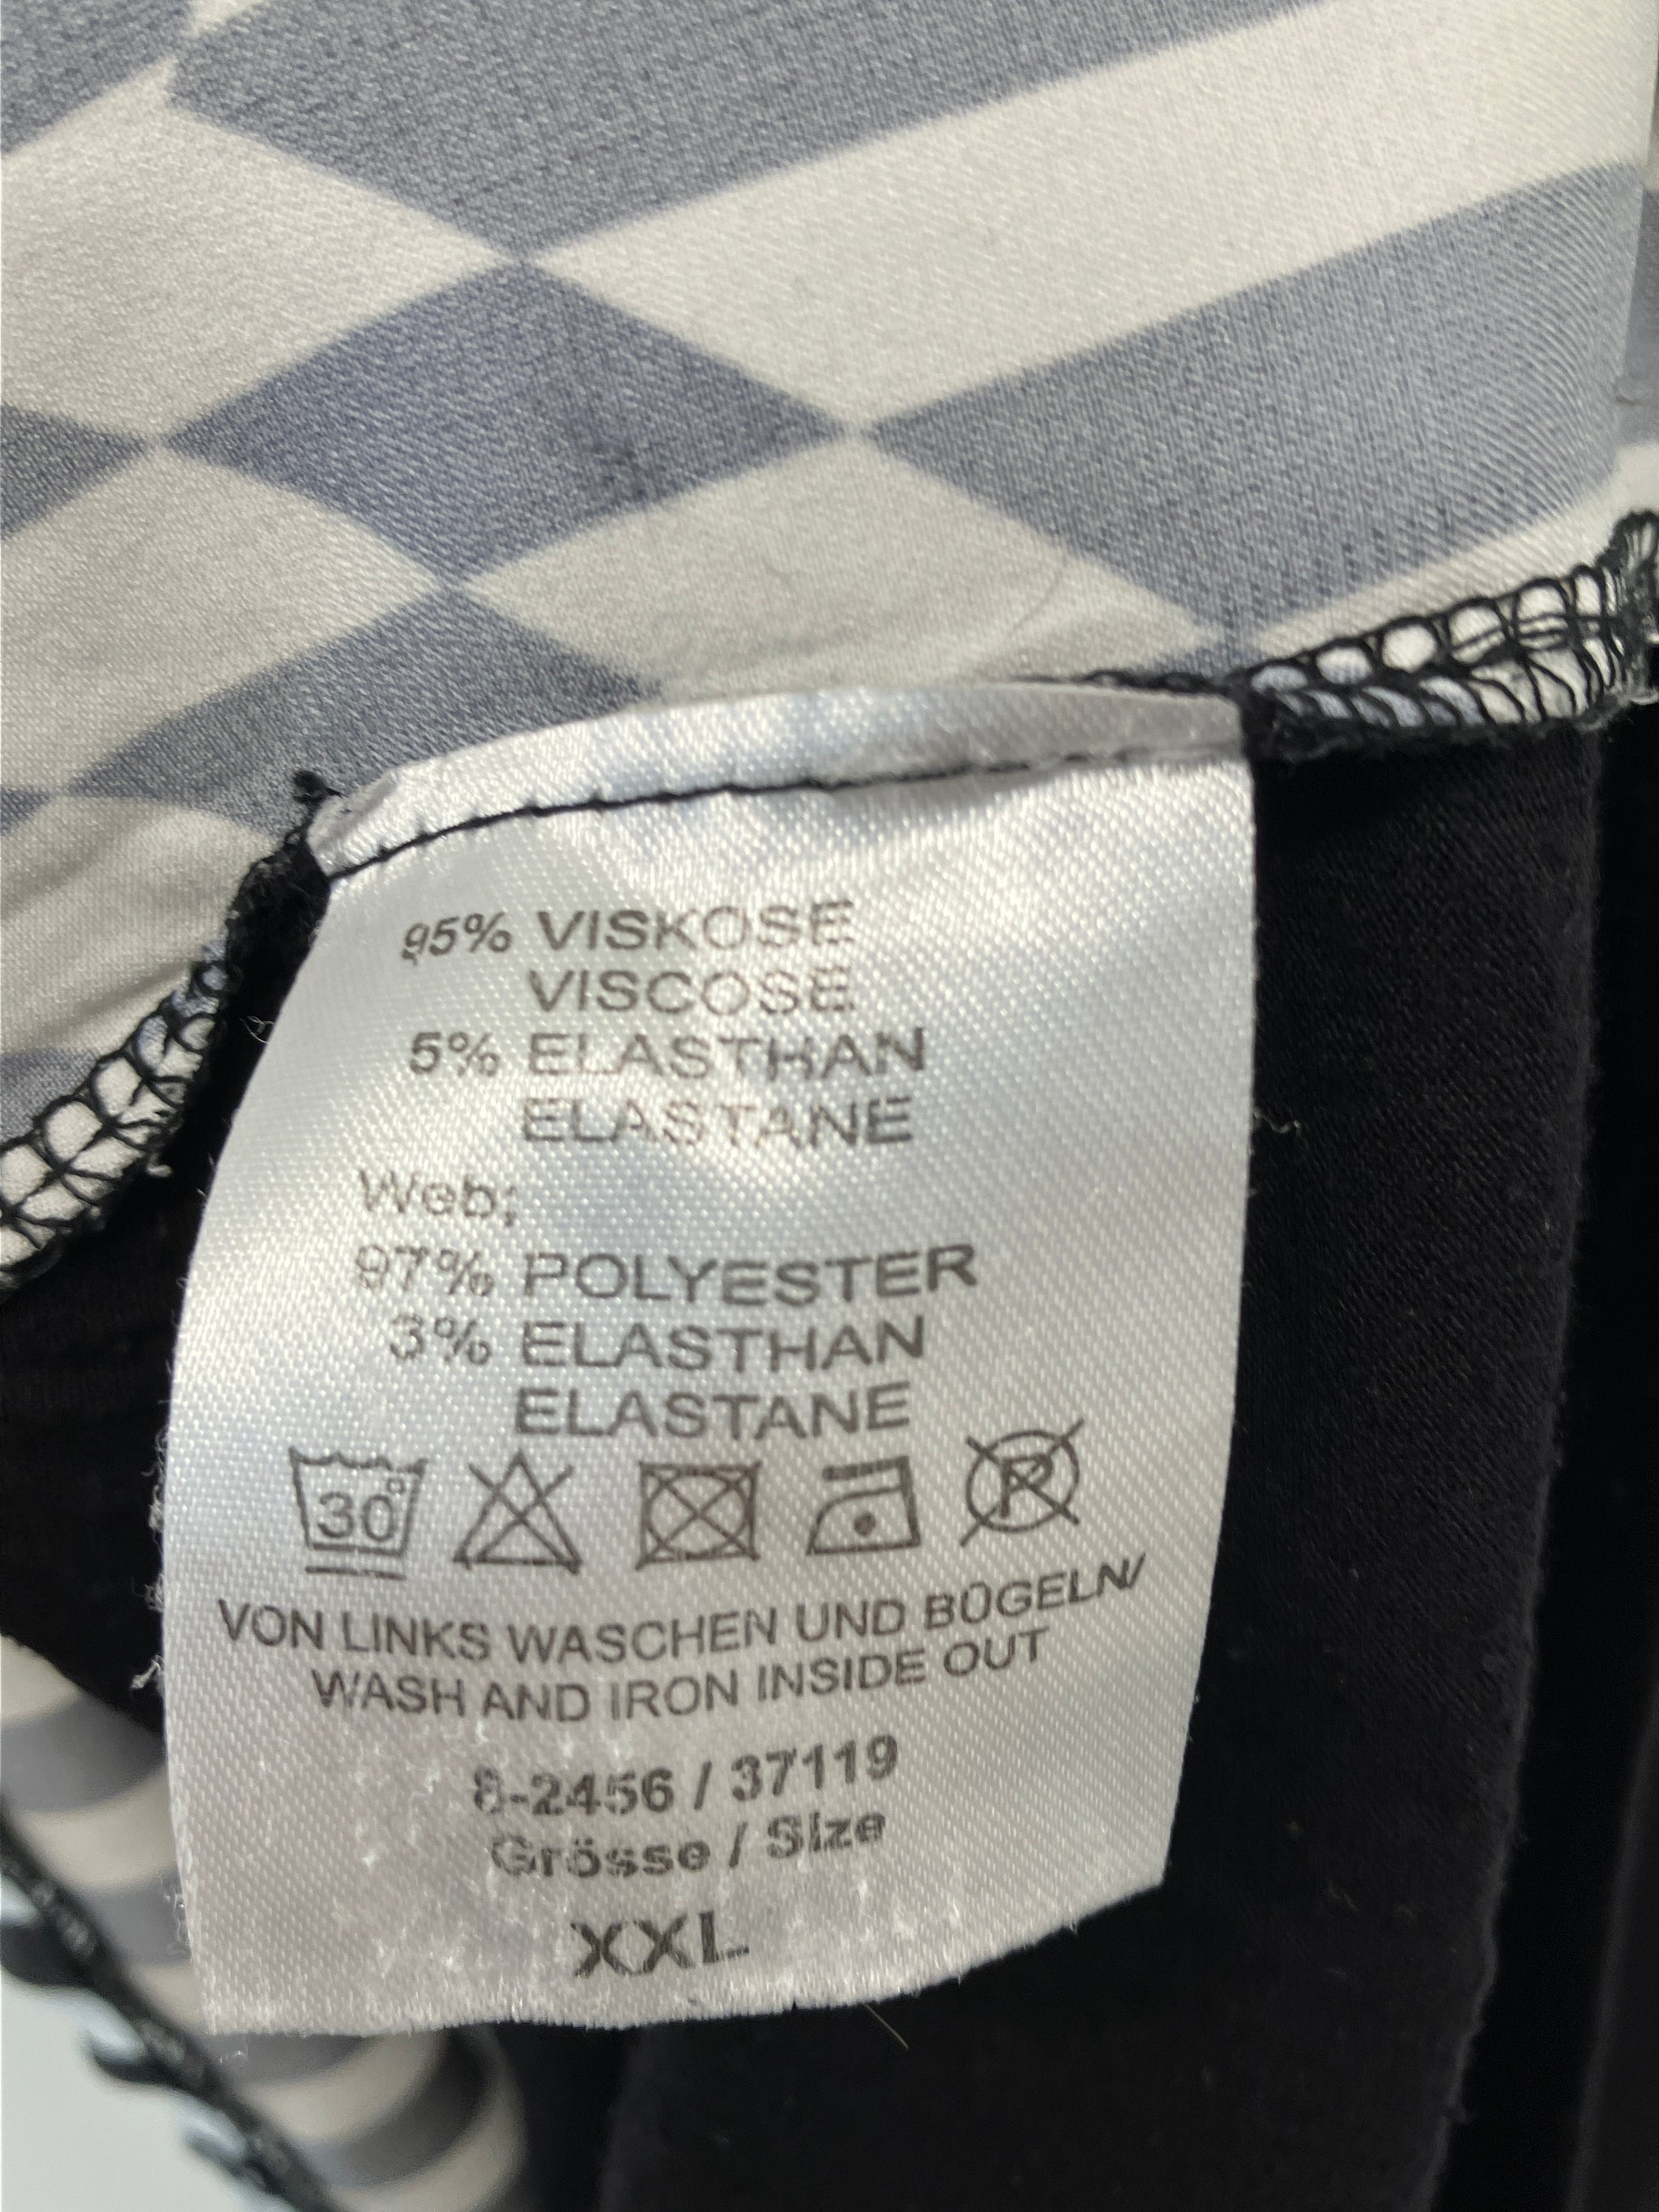 95% VISKOSE
VISCOSE
5% ELASTHAN
ELASTANE
Web;
97% POLYESTER
3% ELASTHAN
ELASTANE
30° P
VON LINKS WASCHEN UND BÜGELN/
WASH AND IRON INSIDE OUT
8-2456 / 37119
Grösse / Size
XXL